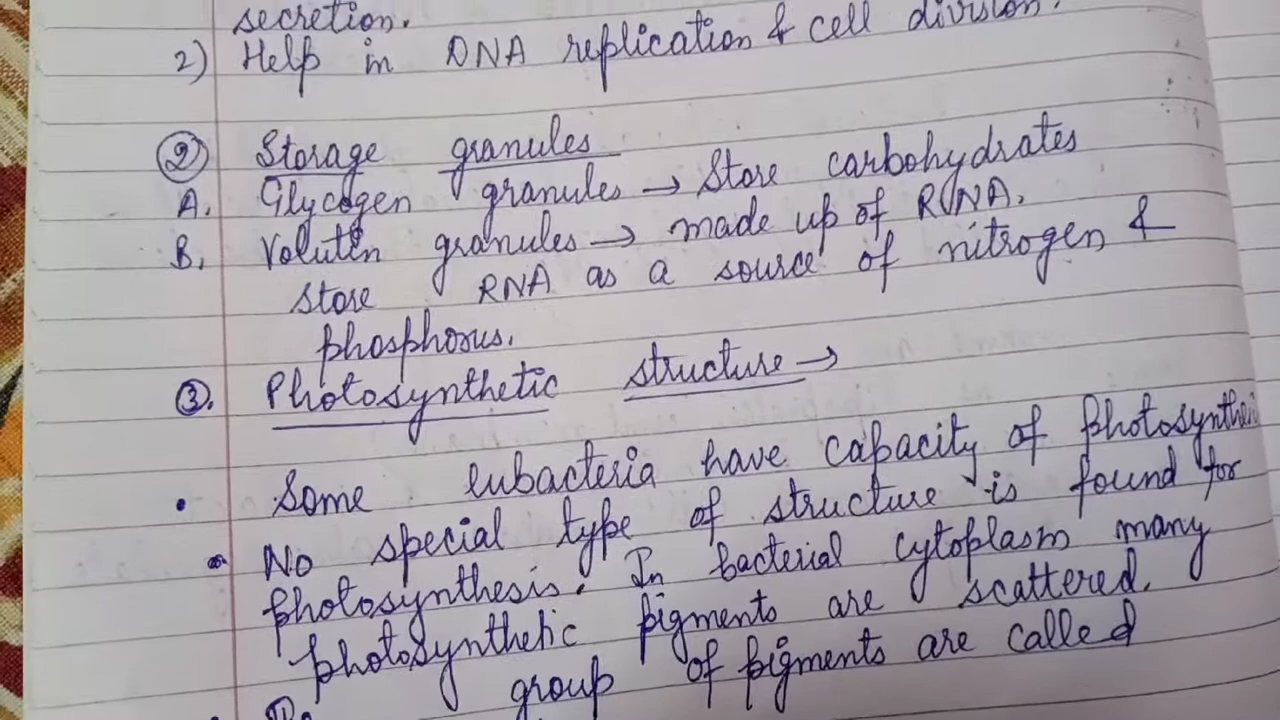 secretion.
2) Help in DNA replication & cell division.
② Storage granules
A. Glycogen granules → Store carbohydrates
B. Volutin granules → made up of RNA.
store RNA as a source of nitrogen &
phosphorus.
③. Photosynthetic structure →
• Some eubacteria have capacity of photosynthesis
• No special type of structure is found for
photosynthesis. In bacterial cytoplasm many
photosynthetic pigments are scattered.
group of pigments are called